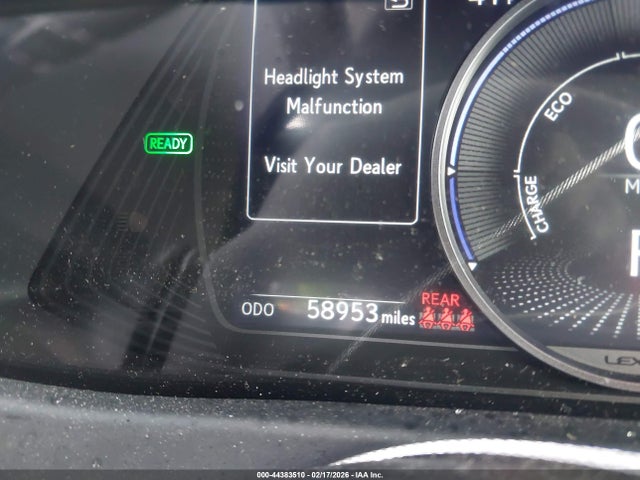 Headlight System
Malfunction
Visit Your Dealer
READY
ECO
CHARGE
ODO 58953 miles
REAR
000-44383510 - 02/17/2026 - © IAA, Inc.